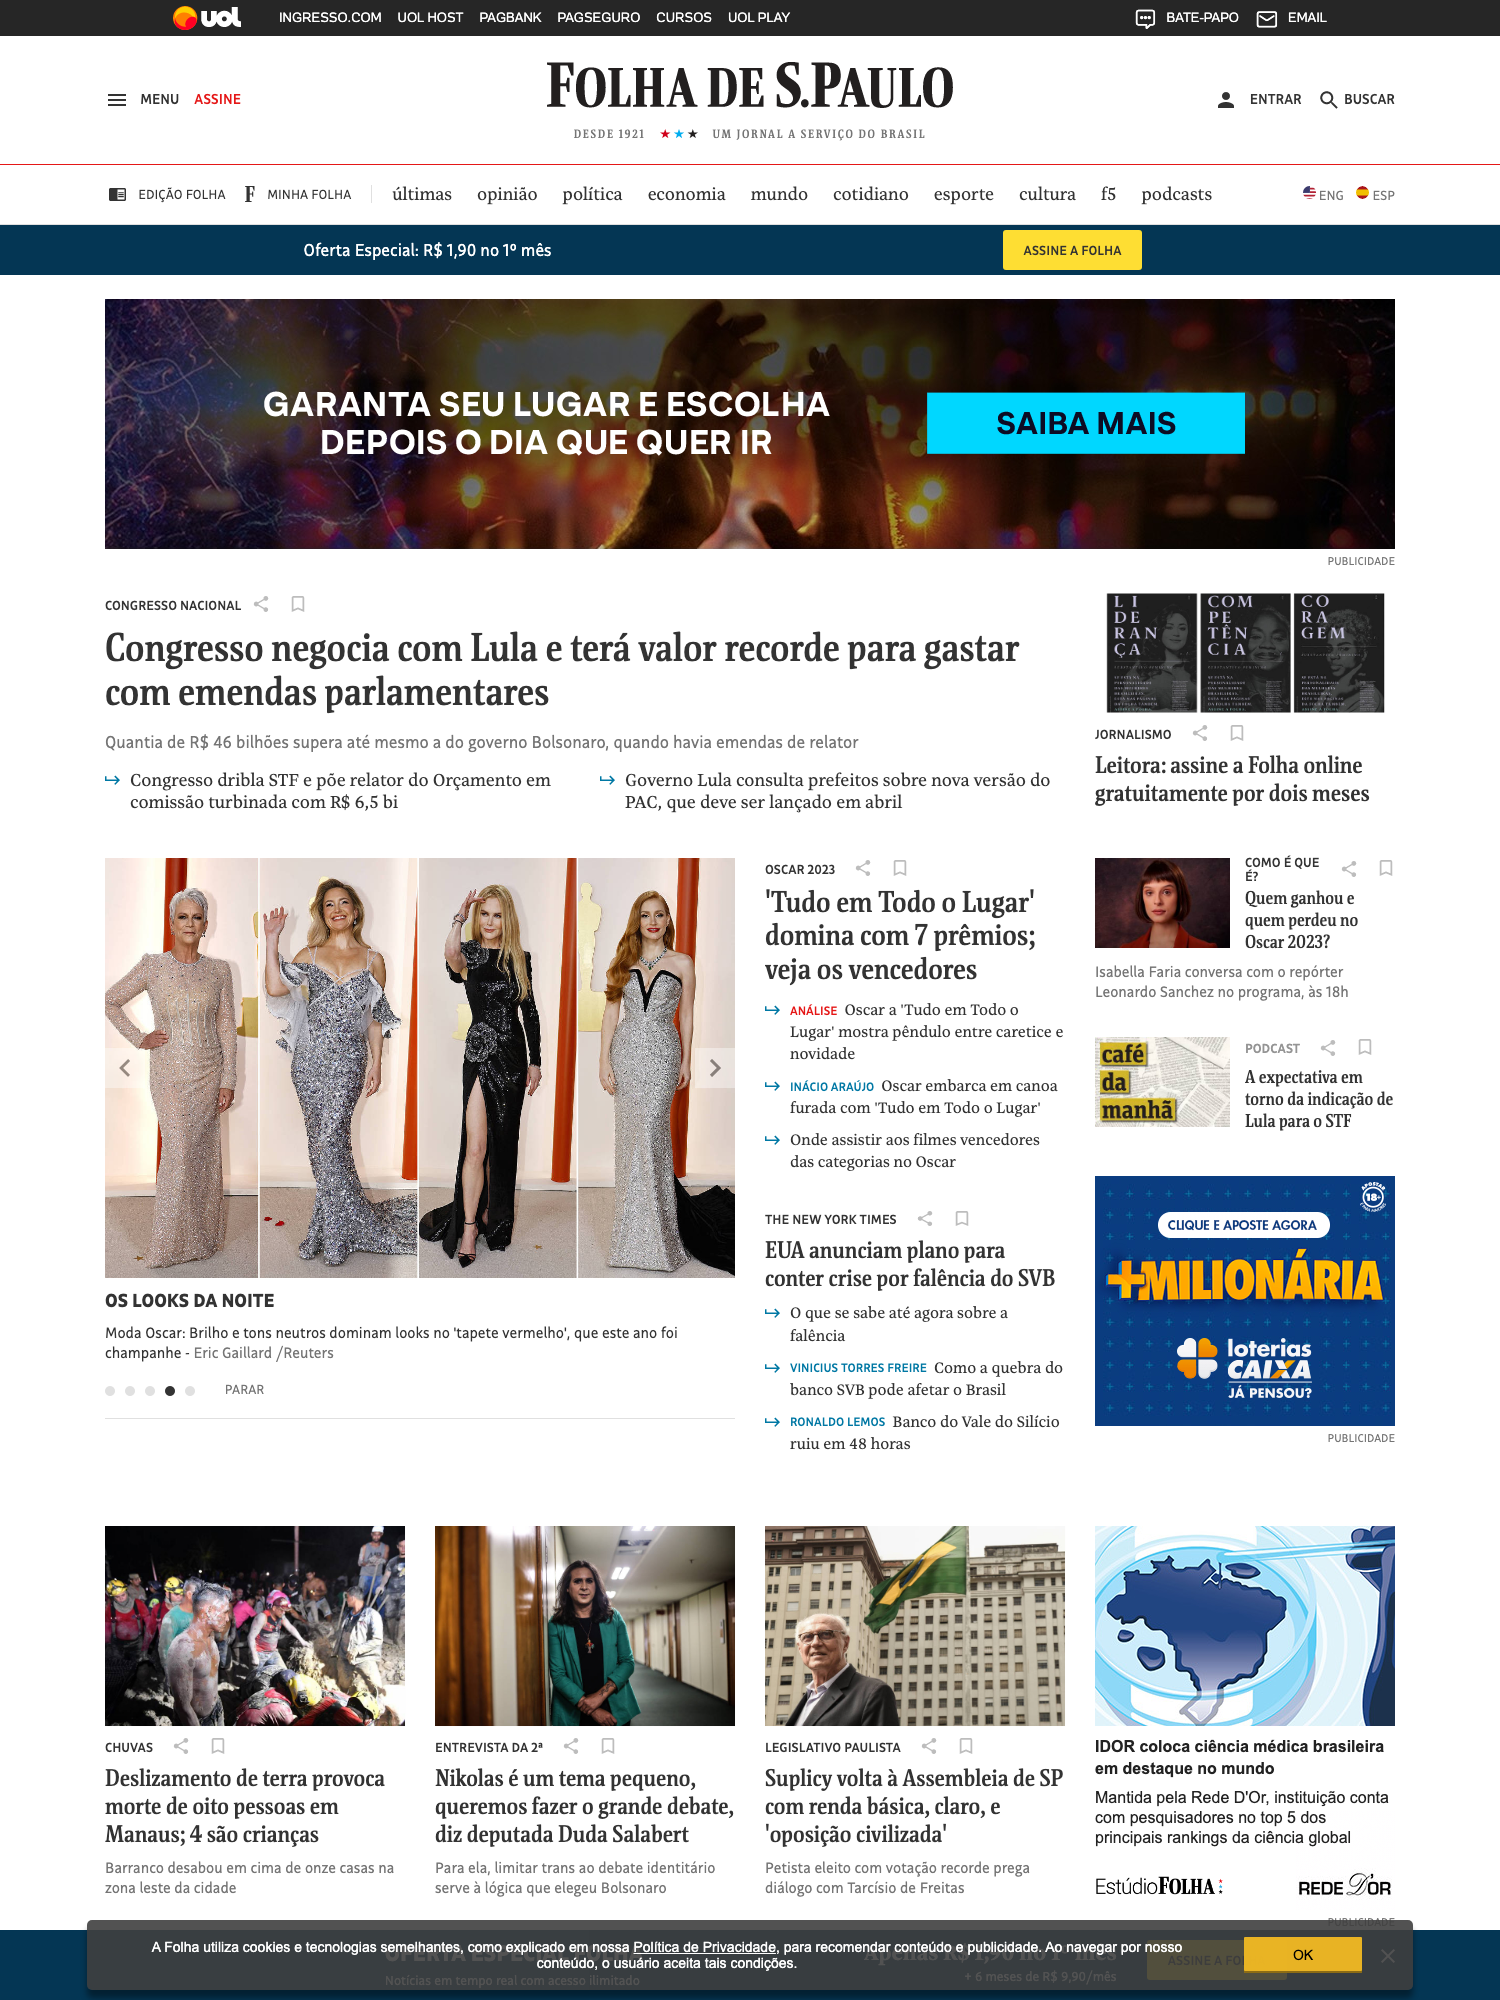 uol INGRESSO.COM UOL HOST PAGBANK PAGSEGURO CURSOS UOL PLAY BATE-PAPO EMAIL
MENU ASSINE
FOLHA DE S.PAULO
DESDE 1921 ★★★ UM JORNAL A SERVIÇO DO BRASIL
ENTRAR BUSCAR
EDIÇÃO FOLHA F MINHA FOLHA últimas opinião política economia mundo cotidiano esporte cultura f5 podcasts ENG ESP
Oferta Especial: R$ 1,90 no 1º mês ASSINE A FOLHA
GARANTA SEU LUGAR E ESCOLHA
DEPOIS O DIA QUE QUER IR
SAIBA MAIS
PUBLICIDADE
CONGRESSO NACIONAL
Congresso negocia com Lula e terá valor recorde para gastar
com emendas parlamentares
Quantia de R$ 46 bilhões supera até mesmo a do governo Bolsonaro, quando havia emendas de relator
Congresso dribla STF e põe relator do Orçamento em
comissão turbinada com R$ 6,5 bi
Governo Lula consulta prefeitos sobre nova versão do
PAC, que deve ser lançado em abril
LI
DE
RAN
ÇA
COM
PE
TÊN
CIA
CO
RA
GEM
JORNALISMO
Leitora: assine a Folha online
gratuitamente por dois meses
OS LOOKS DA NOITE
Moda Oscar: Brilho e tons neutros dominam looks no 'tapete vermelho', que este ano foi
champanhe - Eric Gaillard /Reuters
PARAR
OSCAR 2023
'Tudo em Todo o Lugar'
domina com 7 prêmios;
veja os vencedores
ANÁLISE Oscar a 'Tudo em Todo o
Lugar' mostra pêndulo entre caretice e
novidade
INÁCIO ARAÚJO Oscar embarca em canoa
furada com 'Tudo em Todo o Lugar'
Onde assistir aos filmes vencedores
das categorias no Oscar
THE NEW YORK TIMES
EUA anunciam plano para
conter crise por falência do SVB
O que se sabe até agora sobre a
falência
VINICIUS TORRES FREIRE Como a quebra do
banco SVB pode afetar o Brasil
RONALDO LEMOS Banco do Vale do Silício
ruiu em 48 horas
COMO É QUE
É?
Quem ganhou e
quem perdeu no
Oscar 2023?
Isabella Faria conversa com o repórter
Leonardo Sanchez no programa, às 18h
café
da
manhã
PODCAST
A expectativa em
torno da indicação de
Lula para o STF
18+
CLIQUE E APOSTE AGORA
+MILIONÁRIA
loterias
CAIXA
JÁ PENSOU?
PUBLICIDADE
CHUVAS
Deslizamento de terra provoca
morte de oito pessoas em
Manaus; 4 são crianças
Barranco desabou em cima de onze casas na
zona leste da cidade
ENTREVISTA DA 2ª
Nikolas é um tema pequeno,
queremos fazer o grande debate,
diz deputada Duda Salabert
Para ela, limitar trans ao debate identitário
serve à lógica que elegeu Bolsonaro
LEGISLATIVO PAULISTA
Suplicy volta à Assembleia de SP
com renda básica, claro, e
'oposição civilizada'
Petista eleito com votação recorde prega
diálogo com Tarcísio de Freitas
IDOR coloca ciência médica brasileira
em destaque no mundo
Mantida pela Rede D'Or, instituição conta
com pesquisadores no top 5 dos
principais rankings da ciência global
EstúdioFOLHA REDE D'OR
PUBLICIDADE
A Folha utiliza cookies e tecnologias semelhantes, como explicado em nossa Política de Privacidade, para recomendar conteúdo e publicidade. Ao navegar por nosso
conteúdo, o usuário aceita tais condições.
OK
Notícias em tempo real com acesso ilimitado
Apenas R$ 1,90 no 1º mês
+ 6 meses de R$ 9,90/mês
ASSINE A FO